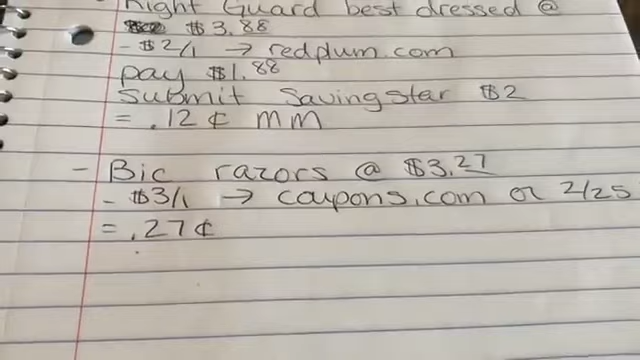 - Right Guard best dressed @
$3.88
- $2/1 → redplum.com
pay $1.88
Submit SavingStar $2
= .12¢ mm
- Bic razors @ $3.27
- $3/1 → coupons.com or 2/25
= .27¢